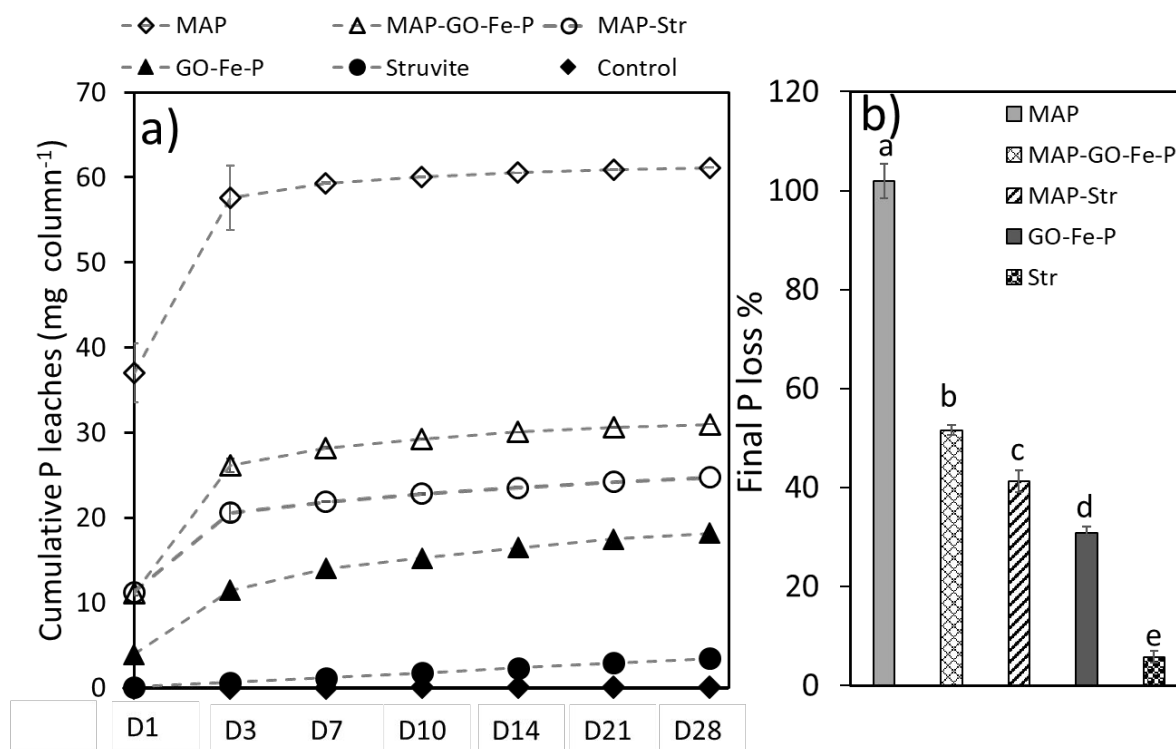 MAP MAP-GO-Fe-P MAP-Str
GO-Fe-P Struvite Control
a)
Cumulative P leaches (mg column⁻¹)
70
60
50
40
30
20
10
0
D1 D3 D7 D10 D14 D21 D28
b)
Final P loss %
120
100
80
60
40
20
0
MAP
MAP-GO-Fe-P
MAP-Str
GO-Fe-P
Str
a
b
c
d
e